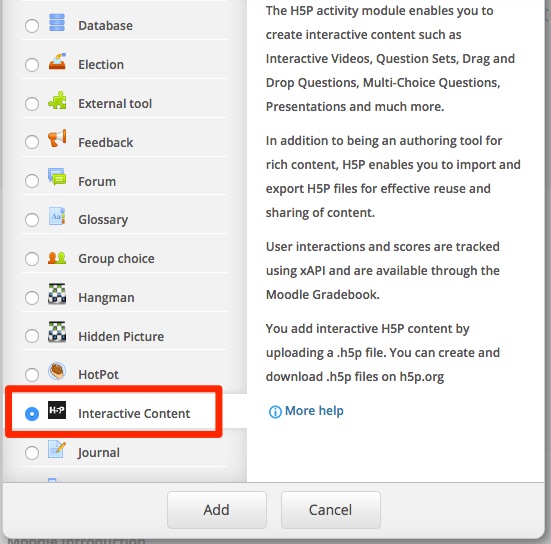 Database
Election
External tool
Feedback
Forum
Glossary
Group choice
Hangman
Hidden Picture
HotPot
H-P
Interactive Content
Journal
The H5P activity module enables you to
create interactive content such as
Interactive Videos, Question Sets, Drag and
Drop Questions, Multi-Choice Questions,
Presentations and much more.
In addition to being an authoring tool for
rich content, H5P enables you to import and
export H5P files for effective reuse and
sharing of content.
User interactions and scores are tracked
using xAPI and are available through the
Moodle Gradebook.
You add interactive H5P content by
uploading a .h5p file. You can create and
download .h5p files on h5p.org
More help
Add
Cancel
Moodle Introduction